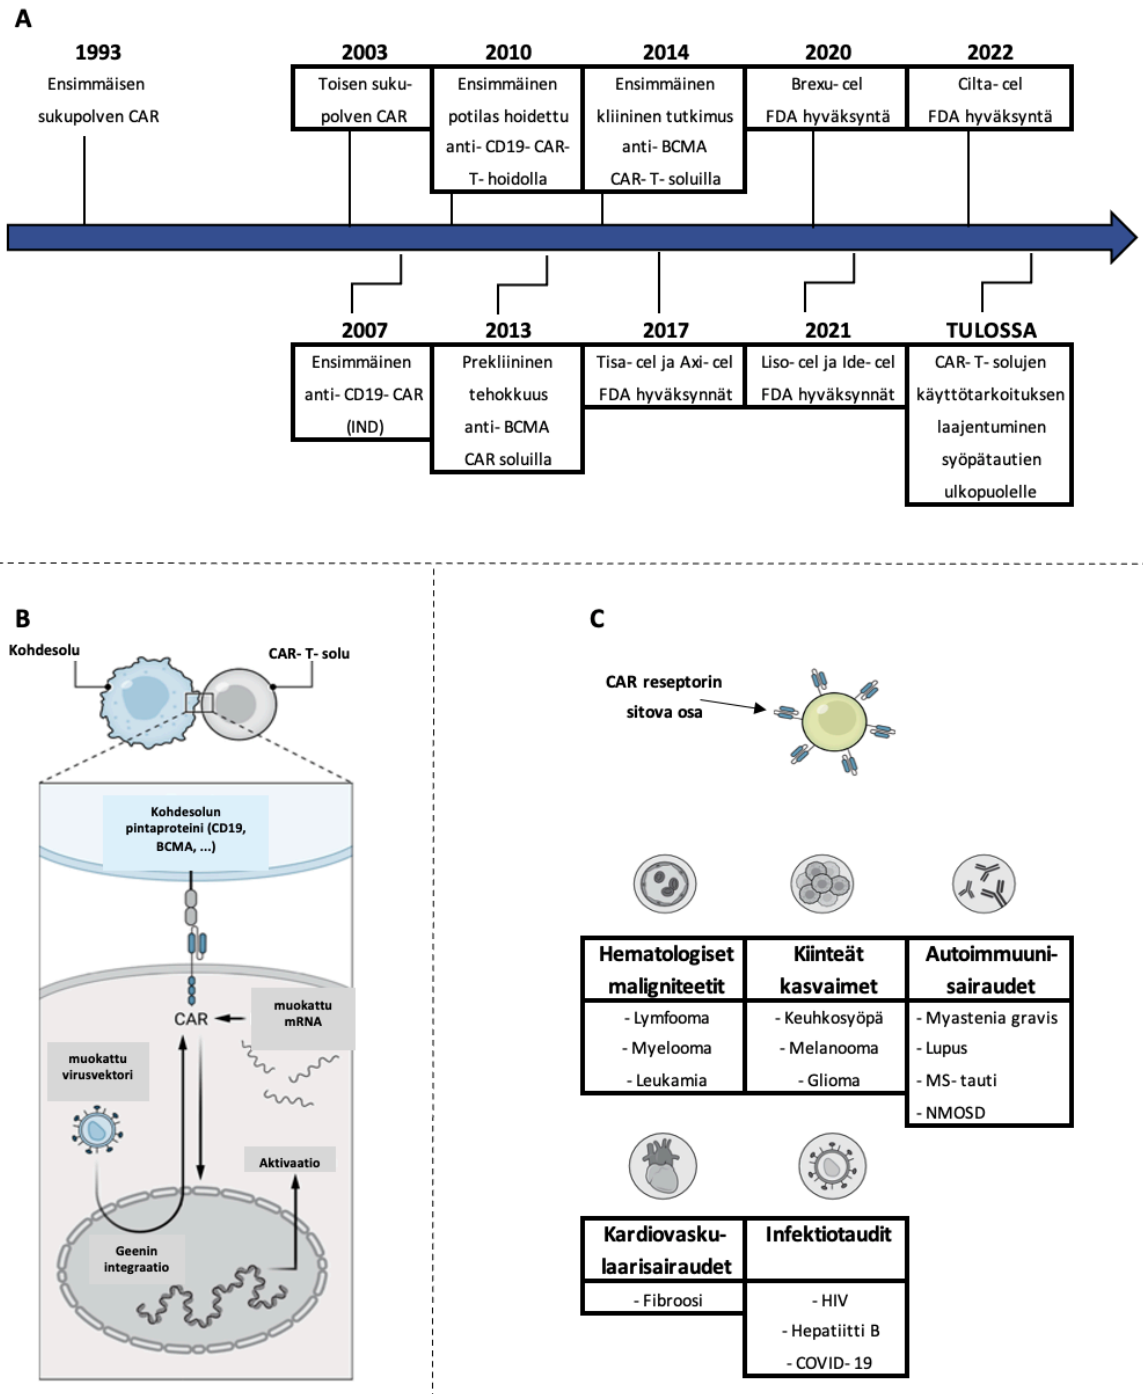 A
1993
Ensimmäisen
sukupolven CAR
2003
Toisen suku-
polven CAR
2010
Ensimmäinen
potilas hoidettu
anti- CD19- CAR-
T- hoidolla
2014
Ensimmäinen
kliininen tutkimus
anti- BCMA
CAR- T- soluilla
2020
Brexu- cel
FDA hyväksyntä
2022
Cilta- cel
FDA hyväksyntä
2007
Ensimmäinen
anti- CD19- CAR
(IND)
2013
Prekliininen
tehokkuus
anti- BCMA
CAR soluilla
2017
Tisa- cel ja Axi- cel
FDA hyväksynnät
2021
Liso- cel ja Ide- cel
FDA hyväksynnät
TULOSSA
CAR- T- solujen
käyttötarkoituksen
laajentuminen
syöpätautien
ulkopuolelle
B
Kohdesolu
CAR- T- solu
Kohdesolun
pintaproteini (CD19,
BCMA, ...)
CAR
muokattu
mRNA
muokattu
virusvektori
Aktivaatio
Geenin
integraatio
C
CAR reseptorin
sitova osa
Hematologiset
maligniteetit
- Lymfooma
- Myelooma
- Leukamia
Kiinteät
kasvaimet
- Keuhkosyöpä
- Melanooma
- Glioma
Autoimmuuni-
sairaudet
- Myastenia gravis
- Lupus
- MS- tauti
- NMOSD
Kardiovasku-
laarisairaudet
- Fibroosi
Infektiotaudit
- HIV
- Hepatiitti B
- COVID- 19